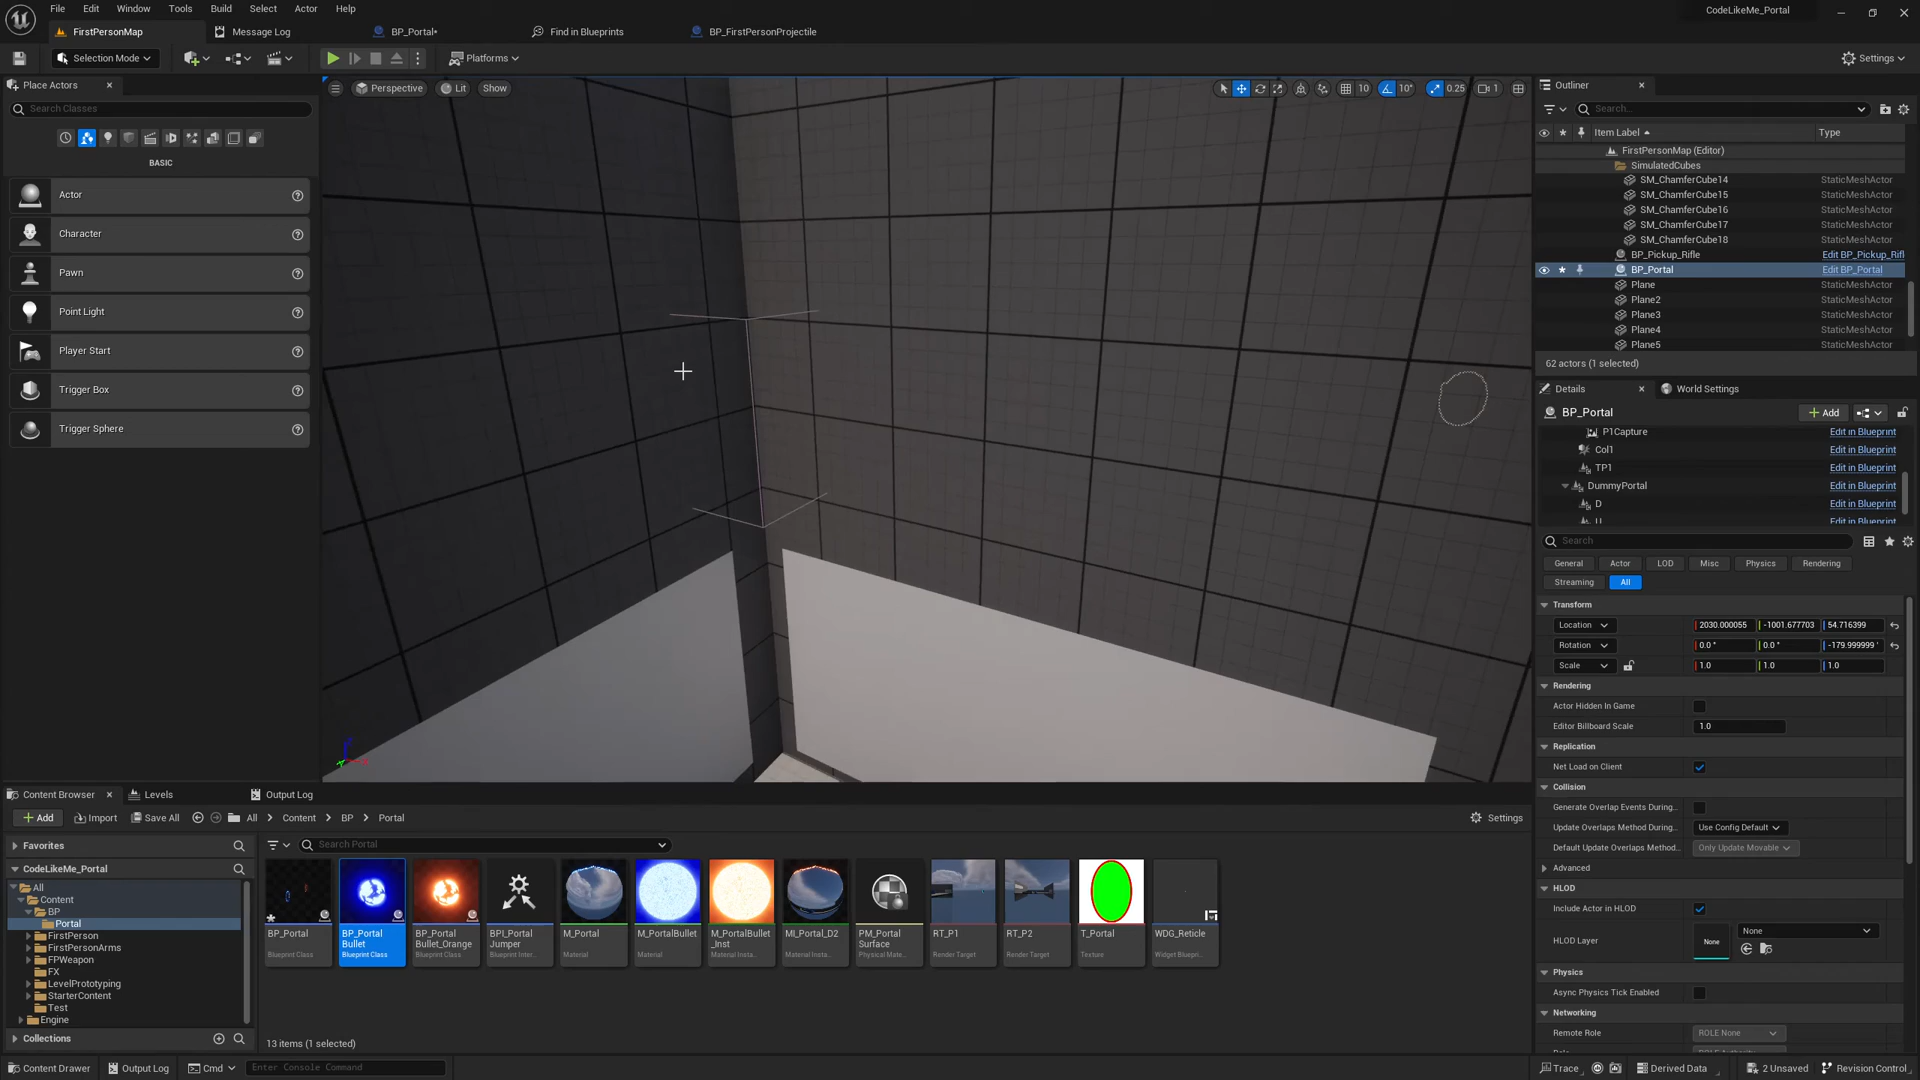 File Edit Window Tools Build Select Actor Help
CodeLikeMe_Portal
FirstPersonMap
Message Log
BP_Portal*
Find in Blueprints
BP_FirstPersonProjectile
Selection Mode
Platforms
Settings
Place Actors
Search Classes
BASIC
Actor
Character
Pawn
Point Light
Player Start
Trigger Box
Trigger Sphere
Perspective
Lit
Show
10
10°
0.25
1
Outliner
Search...
Item Label
Type
FirstPersonMap (Editor)
SimulatedCubes
SM_ChamferCube14 StaticMeshActor
SM_ChamferCube15 StaticMeshActor
SM_ChamferCube16 StaticMeshActor
SM_ChamferCube17 StaticMeshActor
SM_ChamferCube18 StaticMeshActor
BP_Pickup_Rifle Edit BP_Pickup_Rifl
BP_Portal Edit BP_Portal
Plane StaticMeshActor
Plane2 StaticMeshActor
Plane3 StaticMeshActor
Plane4 StaticMeshActor
Plane5 StaticMeshActor
62 actors (1 selected)
Details
World Settings
BP_Portal
Add
P1Capture Edit in Blueprint
Col1 Edit in Blueprint
TP1 Edit in Blueprint
DummyPortal Edit in Blueprint
D Edit in Blueprint
U Edit in Blueprint
Search
General Actor LOD Misc Physics Rendering
Streaming All
Transform
Location 2030.000055 -1001.677703 54.716399
Rotation 0.0 ° 0.0 ° -179.999999 °
Scale 1.0 1.0 1.0
Rendering
Actor Hidden In Game
Editor Billboard Scale 1.0
Replication
Net Load on Client
Collision
Generate Overlap Events During...
Update Overlaps Method During... Use Config Default
Default Update Overlaps Method... Only Update Movable
Advanced
HLOD
Include Actor in HLOD
HLOD Layer None None
Physics
Async Physics Tick Enabled
Networking
Remote Role ROLE None
Content Browser
Levels
Output Log
Add
Import
Save All
All > Content > BP > Portal
Settings
Favorites
Search Portal
CodeLikeMe_Portal
All
Content
BP
Portal
FirstPerson
FirstPersonArms
FPWeapon
FX
LevelPrototyping
StarterContent
Test
Engine
Collections
BP_Portal
Blueprint Class
BP_Portal
Bullet
Blueprint Class
BP_Portal
Bullet_Orange
Blueprint Class
BPI_Portal
Jumper
Blueprint Inter...
M_Portal
Material
M_PortalBullet
Material
M_PortalBullet
_Inst
Material Insta...
MI_Portal_D2
Material Insta...
PM_Portal
Surface
Physical Mate...
RT_P1
Render Target
RT_P2
Render Target
T_Portal
Texture
WDG_Reticle
Widget Bluepri...
13 items (1 selected)
Content Drawer
Output Log
Cmd
Enter Console Command
Trace
Derived Data
2 Unsaved
Revision Control